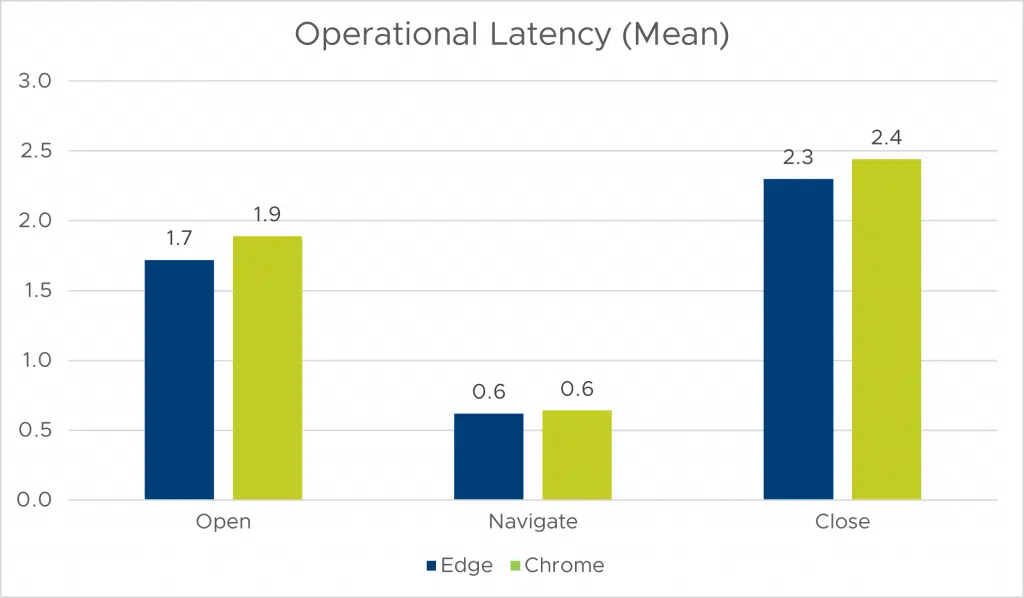 Operational Latency (Mean)
3.0
2.5
2.0
1.5
1.0
0.5
0.0
1.7
1.9
0.6
0.6
2.3
2.4
Open
Navigate
Close
Edge
Chrome